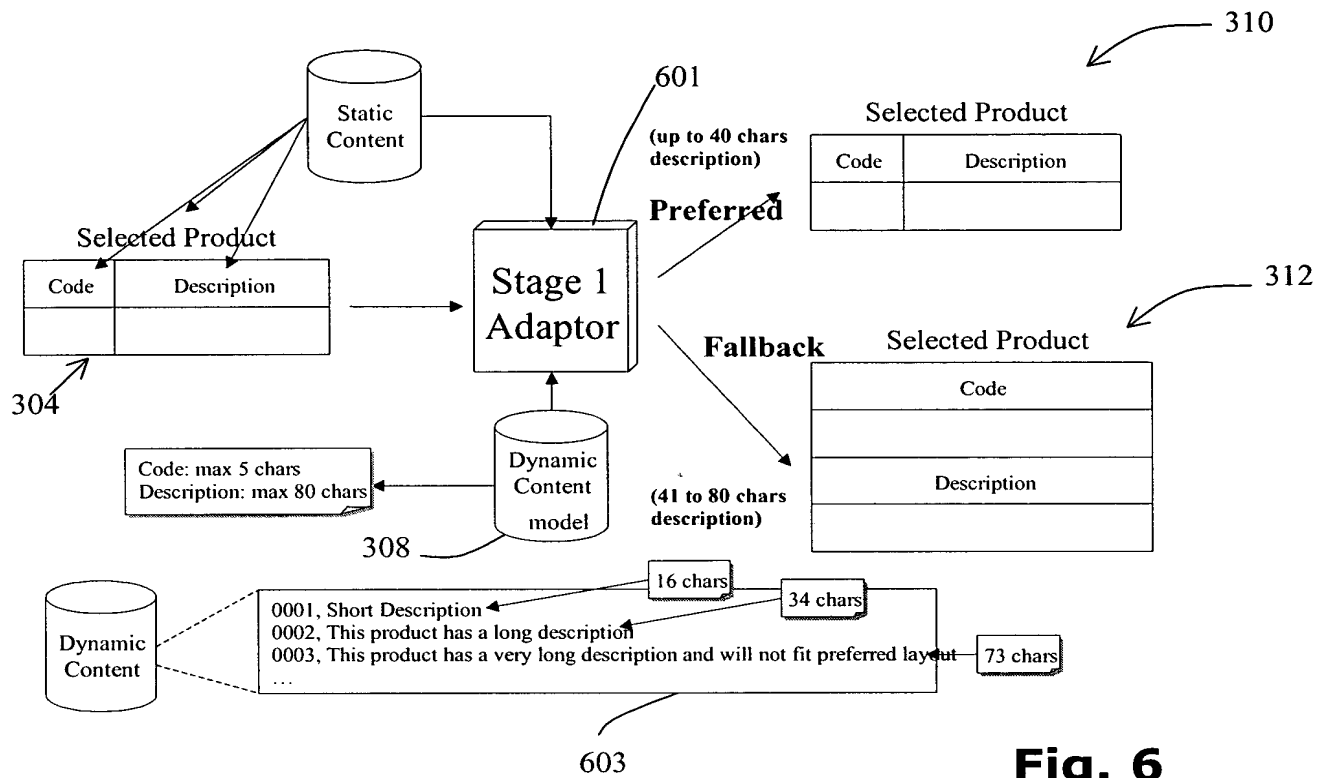 310
601
Static
Content
Selected Product
(up to 40 chars
description)
Code
Description
Preferred
Selected Product
Code
Description
Stage 1
Adaptor
312
Fallback
Selected Product
Code
Description
304
Code: max 5 chars
Description: max 80 chars
Dynamic
Content
model
(41 to 80 chars
description)
308
16 chars
34 chars
Dynamic
Content
0001, Short Description
0002, This product has a long description
0003, This product has a very long description and will not fit preferred layout
...
73 chars
603
Fig. 6